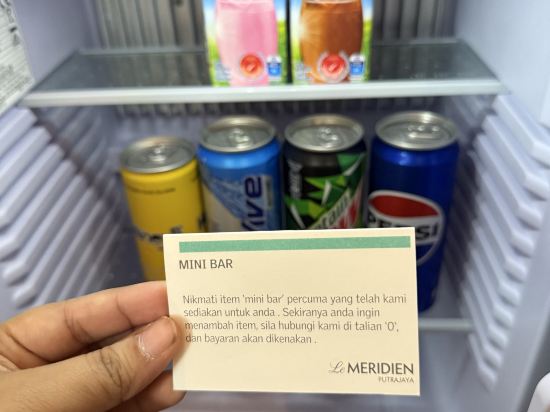 MINI BAR
Nikmati item 'mini bar' percuma yang telah kami
sediakan untuk anda . Sekiranya anda ingin
menambah item, sila hubungi kami di talian '0',
dan bayaran akan dikenakan .
Le MERIDIEN
PUTRAJAYA
PEPSI